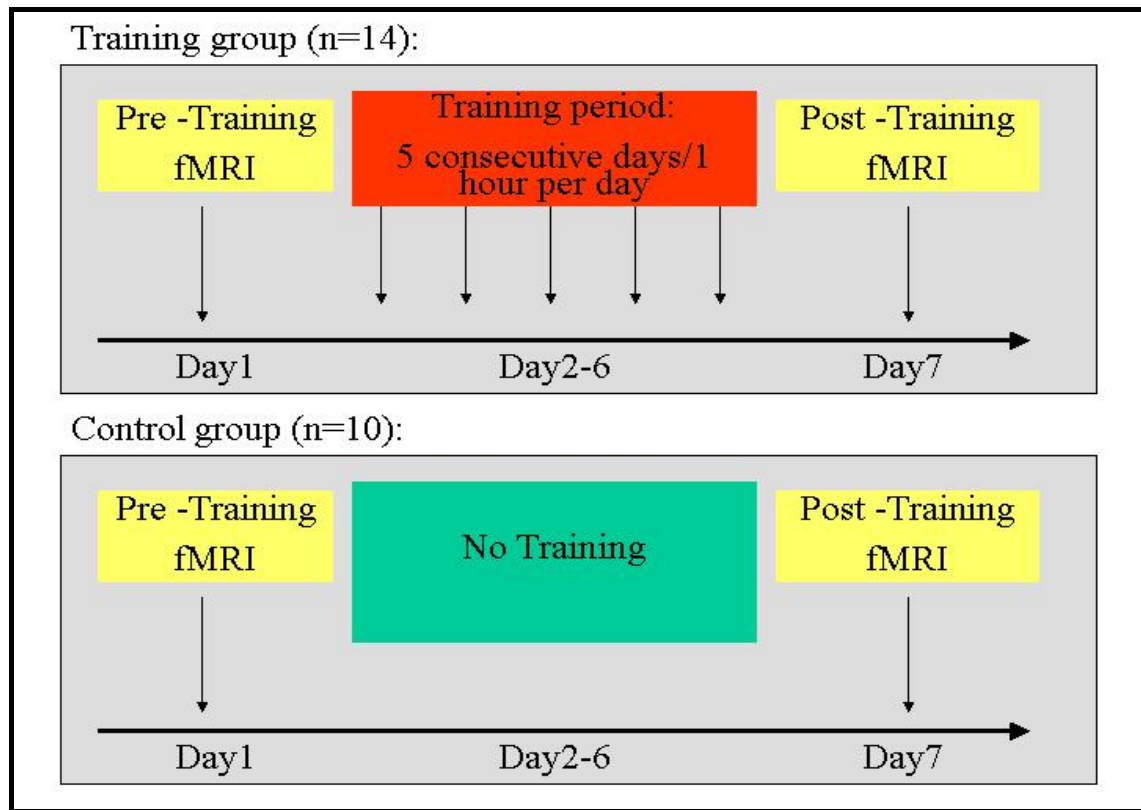 Training group (n=14):
Pre -Training
fMRI
Training period:
5 consecutive days/1
hour per day
Post -Training
fMRI
Day1
Day2-6
Day7
Control group (n=10):
Pre -Training
fMRI
No Training
Post -Training
fMRI
Day1
Day2-6
Day7